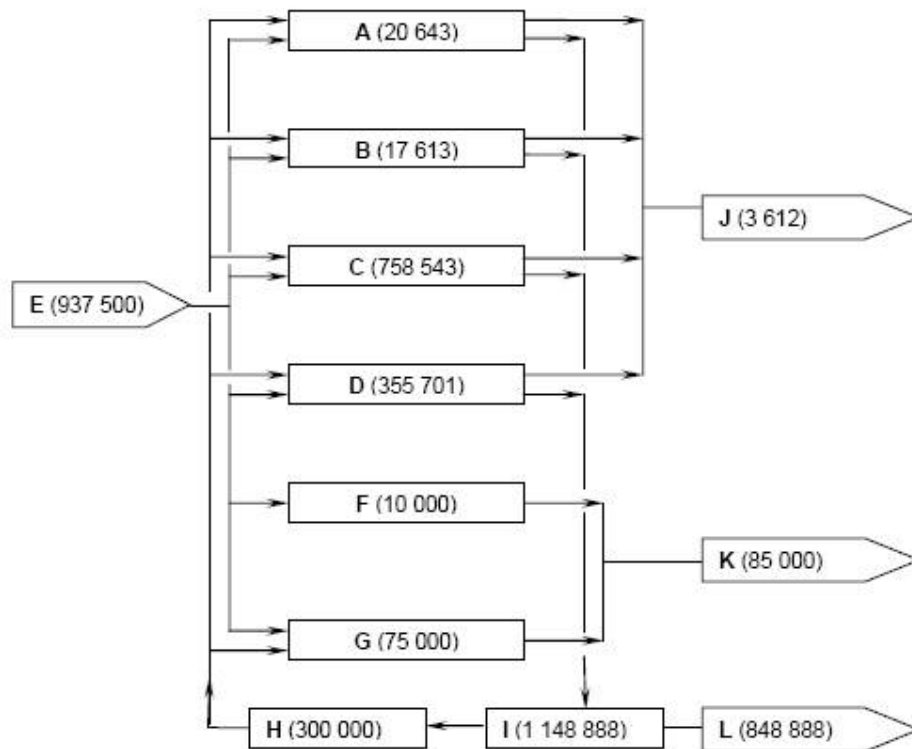 A (20 643)
B (17 613)
J (3 612)
C (758 543)
E (937 500)
D (355 701)
F (10 000)
K (85 000)
G (75 000)
H (300 000)
I (1 148 888)
L (848 888)